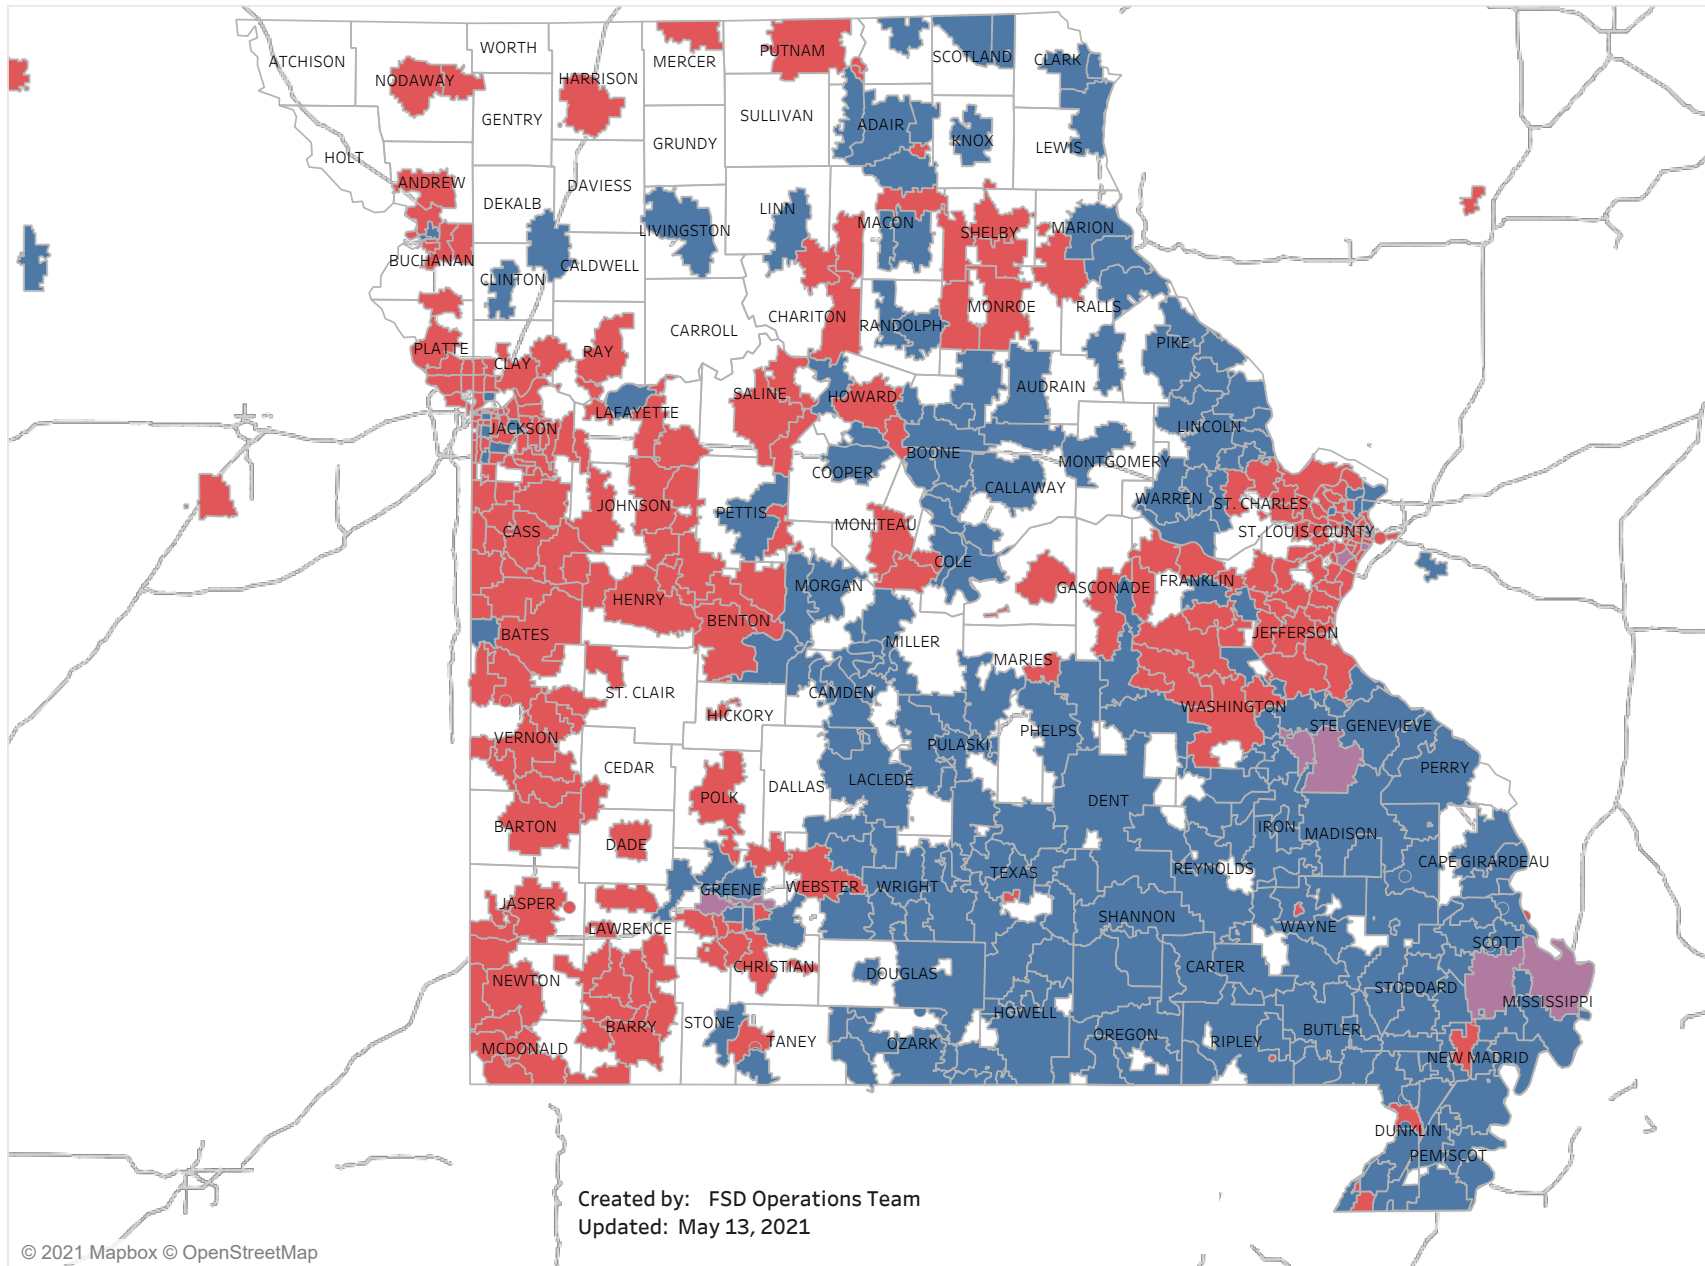 ATCHISON
WORTH
NODAWAY
HARRISON
MERCER
PUTNAM
SCOTLAND
CLARK
GENTRY
SULLIVAN
ADAIR
KNOX
LEWIS
HOLT
GRUNDY
ANDREW
DEKALB
DAVIESS
LINN
MACON
SHELBY
MARION
LIVINGSTON
BUCHANAN
CLINTON
CALDWELL
CHARITON
RANDOLPH
MONROE
RALLS
CARROLL
PLATTE
CLAY
RAY
PIKE
SALINE
HOWARD
AUDRAIN
LAFAYETTE
JACKSON
LINCOLN
BOONE
COOPER
MONTGOMERY
CALLAWAY
WARREN
ST. CHARLES
JOHNSON
PETTIS
CASS
MONITEAU
ST. LOUIS COUNTY
COLE
MORGAN
GASCONADE
FRANKLIN
HENRY
BENTON
BATES
MILLER
JEFFERSON
MARIES
ST. CLAIR
CAMDEN
HICKORY
WASHINGTON
VERNON
PULASKI
PHELPS
STE. GENEVIEVE
CEDAR
DALLAS
LACLEDE
PERRY
POLK
DENT
BARTON
DADE
IRON
MADISON
TEXAS
REYNOLDS
CAPE GIRARDEAU
GREENE
WEBSTER
WRIGHT
JASPER
LAWRENCE
SHANNON
WAYNE
SCOTT
NEWTON
CHRISTIAN
DOUGLAS
CARTER
STODDARD
MISSISSIPPI
BARRY
STONE
TANEY
HOWELL
OZARK
OREGON
RIPLEY
BUTLER
MCDONALD
NEW MADRID
DUNKLIN
PEMISCOT
Created by: FSD Operations Team
Updated: May 13, 2021
© 2021 Mapbox © OpenStreetMap